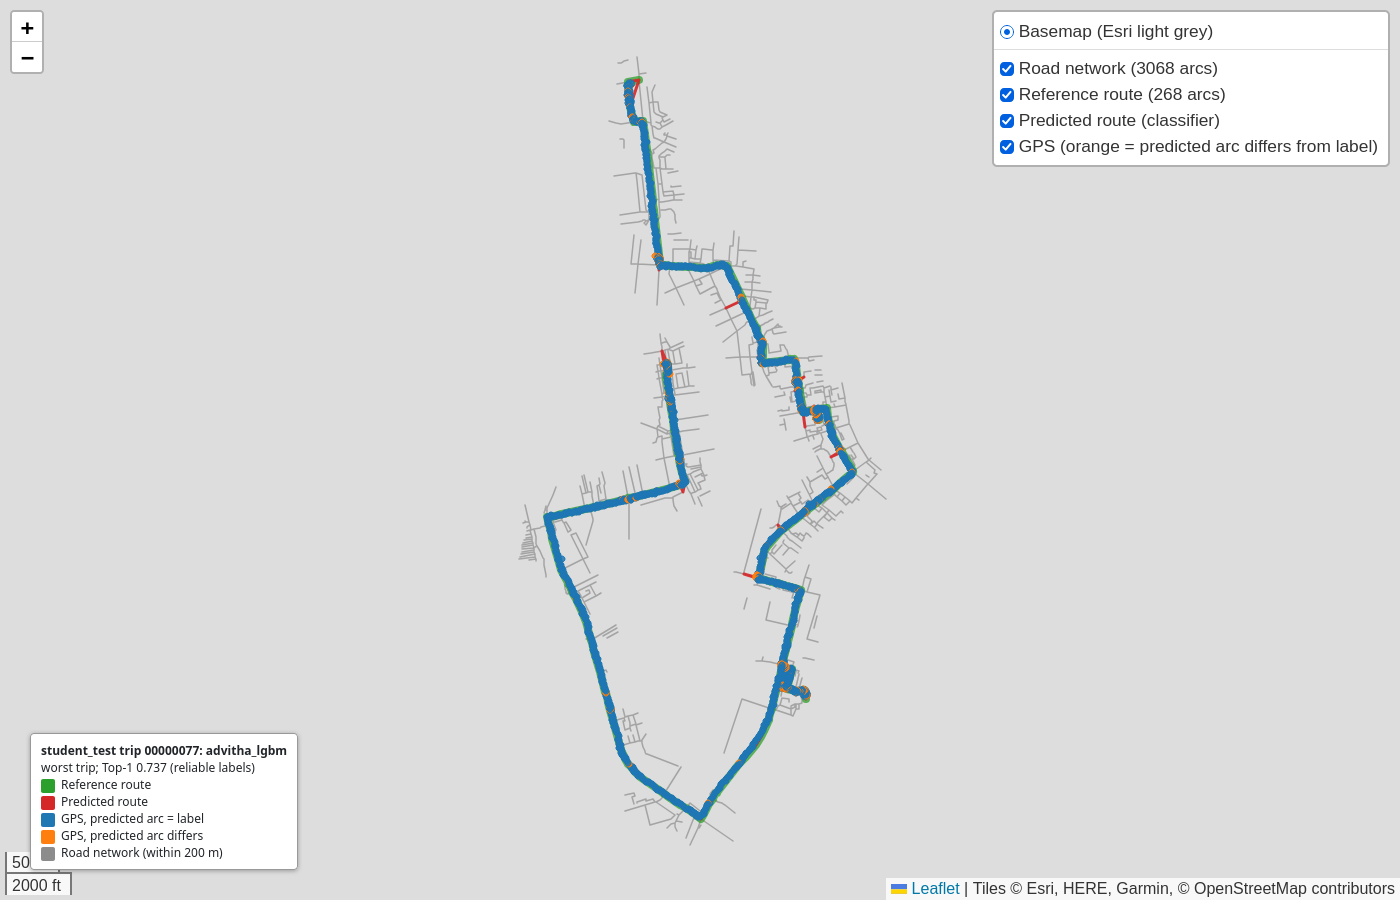 +
−
Basemap (Esri light grey)
Road network (3068 arcs)
Reference route (268 arcs)
Predicted route (classifier)
GPS (orange = predicted arc differs from label)
student_test trip 00000077: advitha_lgbm
worst trip; Top-1 0.737 (reliable labels)
Reference route
Predicted route
GPS, predicted arc = label
GPS, predicted arc differs
Road network (within 200 m)
2000 ft
Leaflet | Tiles © Esri, HERE, Garmin, © OpenStreetMap contributors